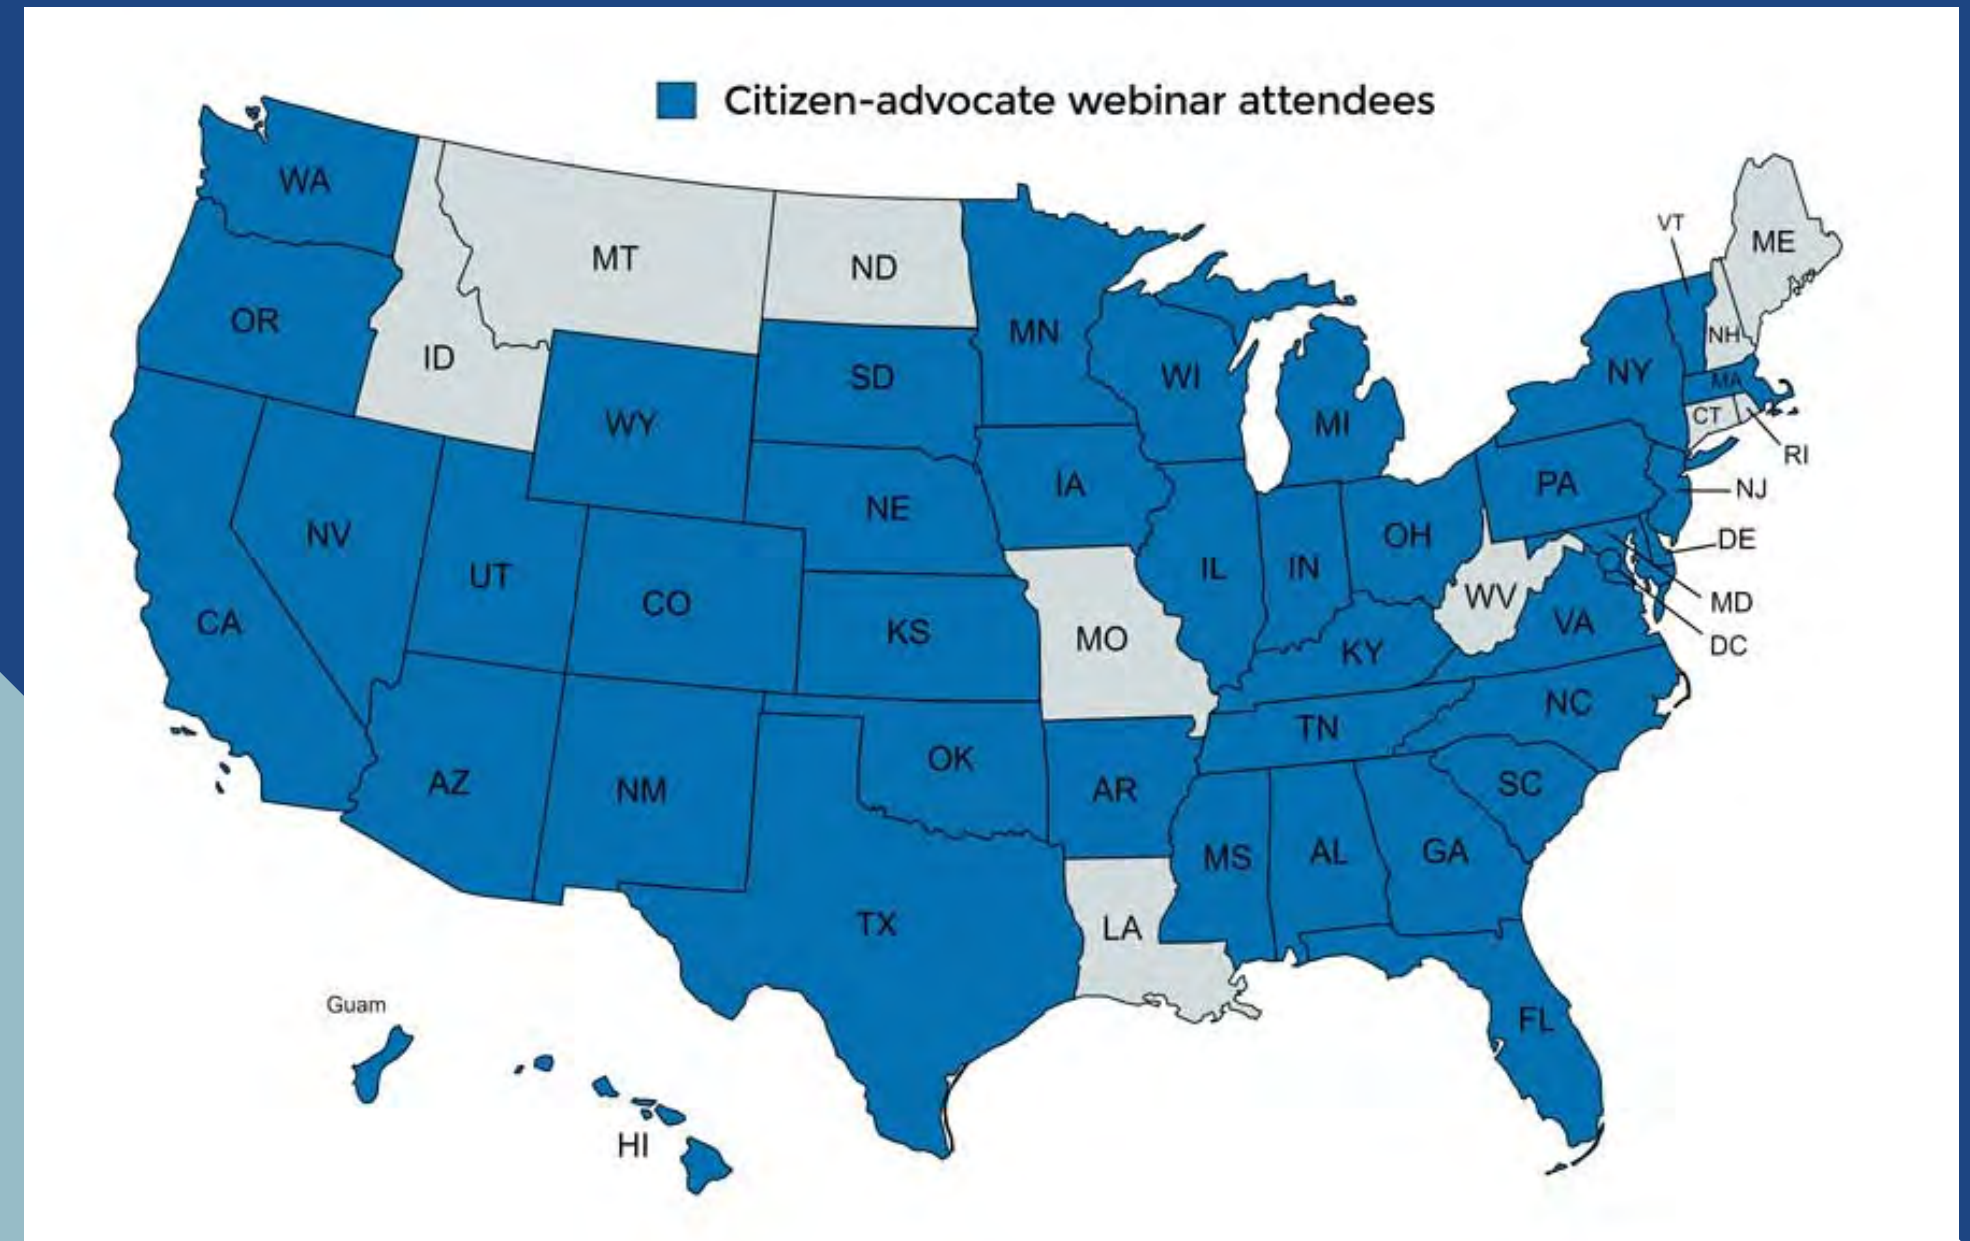 Citizen-advocate webinar attendees
WA
MT
ND
OR
ID
MN
VT
ME
NH
SD
WI
NY
MA
WY
MI
CT
RI
IA
PA
NJ
NE
NV
OH
DE
UT
CO
IL
IN
WV
MD
CA
KS
MO
VA
DC
KY
NC
TN
OK
AZ
NM
AR
SC
MS
AL
GA
TX
LA
Guam
FL
HI